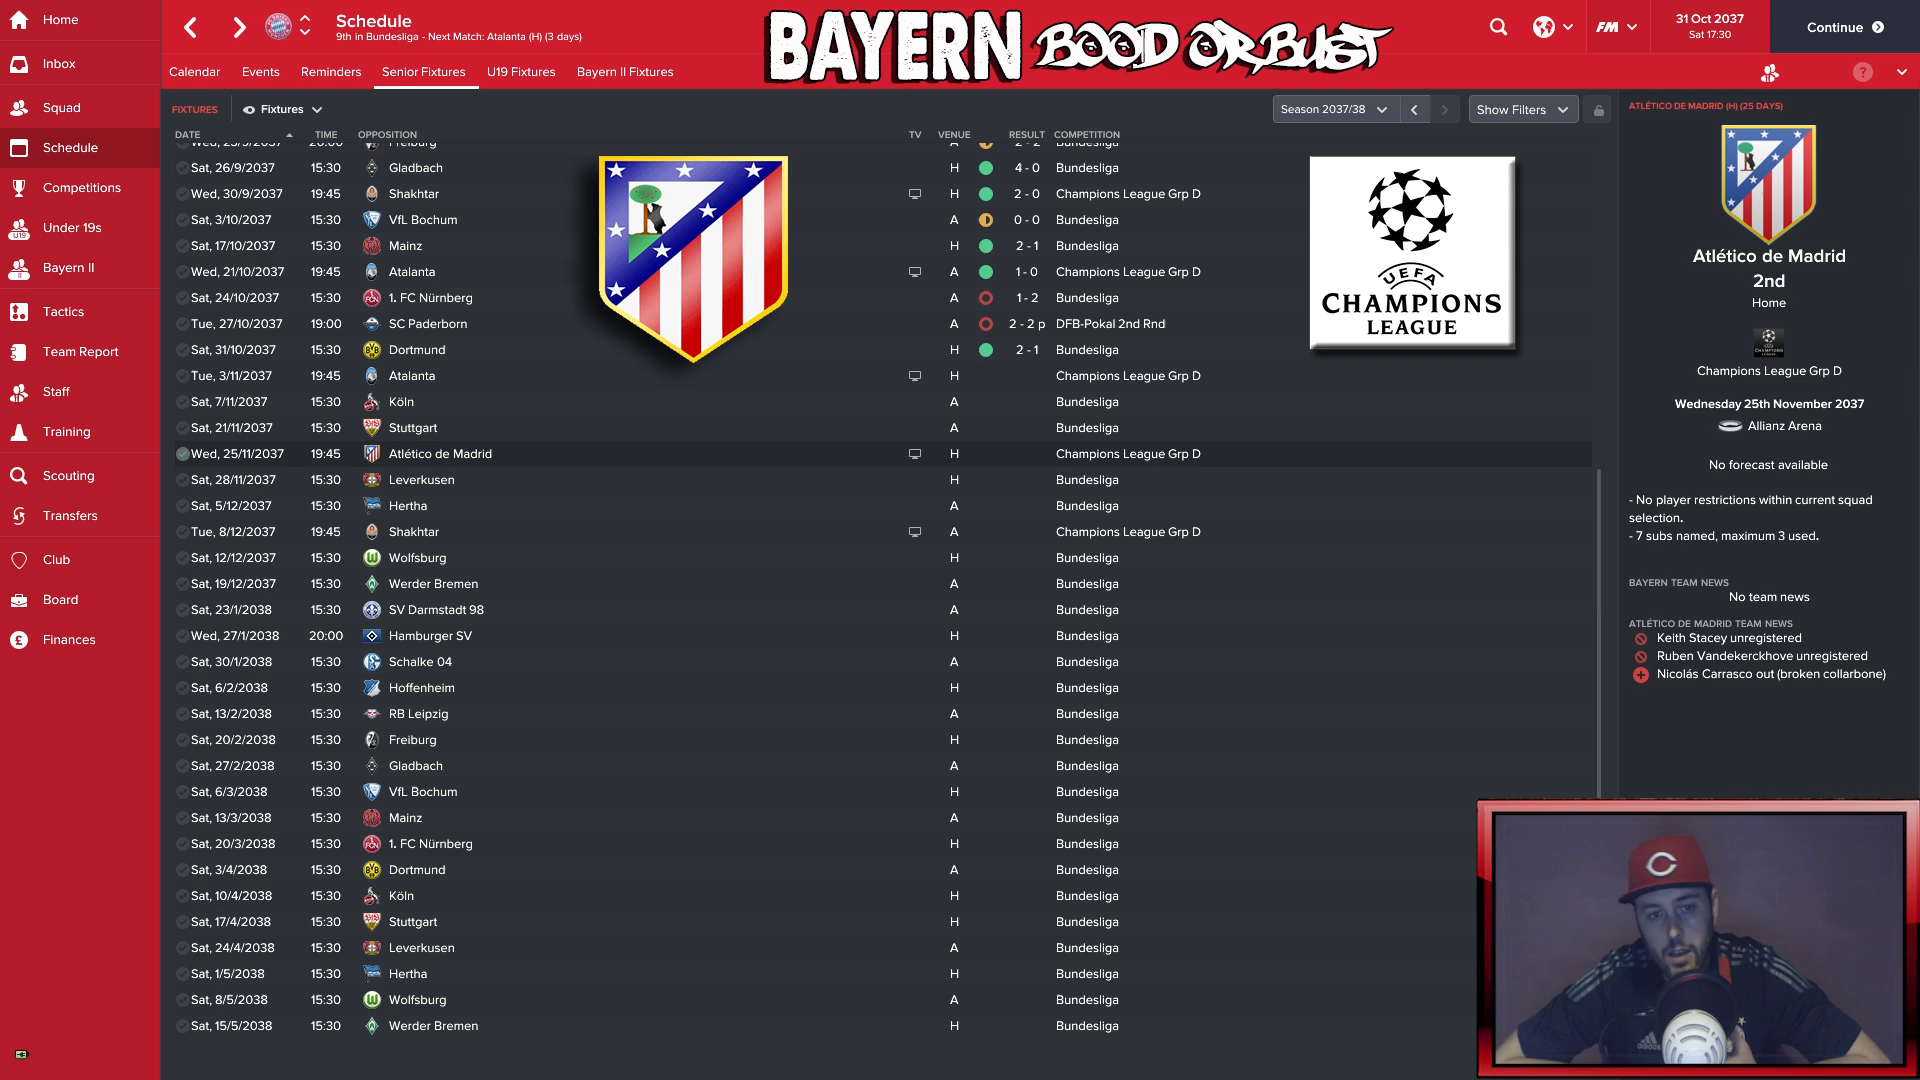 Home
Inbox
Squad
Schedule
Competitions
Under 19s
Bayern II
Tactics
Team Report
Staff
Training
Scouting
Transfers
Club
Board
Finances
Schedule
9th in Bundesliga - Next Match: Atalanta (H) (3 days)
BAYERN BOOD OR BUST
FM
31 Oct 2037
Sat 17:30
Continue
Calendar Events Reminders Senior Fixtures U19 Fixtures Bayern II Fixtures
FIXTURES Fixtures Season 2037/38 Show Filters
DATE TIME OPPOSITION TV VENUE RESULT COMPETITION
Wed, 23/9/2037 20:00 Freiburg A 2 - 2 Bundesliga
Sat, 26/9/2037 15:30 Gladbach H 4 - 0 Bundesliga
Wed, 30/9/2037 19:45 Shakhtar H 2 - 0 Champions League Grp D
Sat, 3/10/2037 15:30 VfL Bochum A 0 - 0 Bundesliga
Sat, 17/10/2037 15:30 Mainz H 2 - 1 Bundesliga
Wed, 21/10/2037 19:45 Atalanta A 1 - 0 Champions League Grp D
Sat, 24/10/2037 15:30 1. FC Nürnberg A 1 - 2 Bundesliga
Tue, 27/10/2037 19:00 SC Paderborn A 2 - 2 p DFB-Pokal 2nd Rnd
Sat, 31/10/2037 15:30 Dortmund H 2 - 1 Bundesliga
Tue, 3/11/2037 19:45 Atalanta H Champions League Grp D
Sat, 7/11/2037 15:30 Köln A Bundesliga
Sat, 21/11/2037 15:30 Stuttgart A Bundesliga
Wed, 25/11/2037 19:45 Atlético de Madrid H Champions League Grp D
Sat, 28/11/2037 15:30 Leverkusen H Bundesliga
Sat, 5/12/2037 15:30 Hertha A Bundesliga
Tue, 8/12/2037 19:45 Shakhtar A Champions League Grp D
Sat, 12/12/2037 15:30 Wolfsburg H Bundesliga
Sat, 19/12/2037 15:30 Werder Bremen A Bundesliga
Sat, 23/1/2038 15:30 SV Darmstadt 98 A Bundesliga
Wed, 27/1/2038 20:00 Hamburger SV H Bundesliga
Sat, 30/1/2038 15:30 Schalke 04 A Bundesliga
Sat, 6/2/2038 15:30 Hoffenheim H Bundesliga
Sat, 13/2/2038 15:30 RB Leipzig A Bundesliga
Sat, 20/2/2038 15:30 Freiburg H Bundesliga
Sat, 27/2/2038 15:30 Gladbach A Bundesliga
Sat, 6/3/2038 15:30 VfL Bochum H Bundesliga
Sat, 13/3/2038 15:30 Mainz A Bundesliga
Sat, 20/3/2038 15:30 1. FC Nürnberg H Bundesliga
Sat, 3/4/2038 15:30 Dortmund A Bundesliga
Sat, 10/4/2038 15:30 Köln H Bundesliga
Sat, 17/4/2038 15:30 Stuttgart H Bundesliga
Sat, 24/4/2038 15:30 Leverkusen A Bundesliga
Sat, 1/5/2038 15:30 Hertha H Bundesliga
Sat, 8/5/2038 15:30 Wolfsburg A Bundesliga
Sat, 15/5/2038 15:30 Werder Bremen H Bundesliga
UEFA
CHAMPIONS
LEAGUE
ATLÉTICO DE MADRID (H) (25 DAYS)
Atlético de Madrid
2nd
Home
Champions League Grp D
Wednesday 25th November 2037
Allianz Arena
No forecast available
- No player restrictions within current squad
selection.
- 7 subs named, maximum 3 used.
BAYERN TEAM NEWS
No team news
ATLÉTICO DE MADRID TEAM NEWS
Keith Stacey unregistered
Ruben Vandekerckhove unregistered
Nicolás Carrasco out (broken collarbone)
adidas